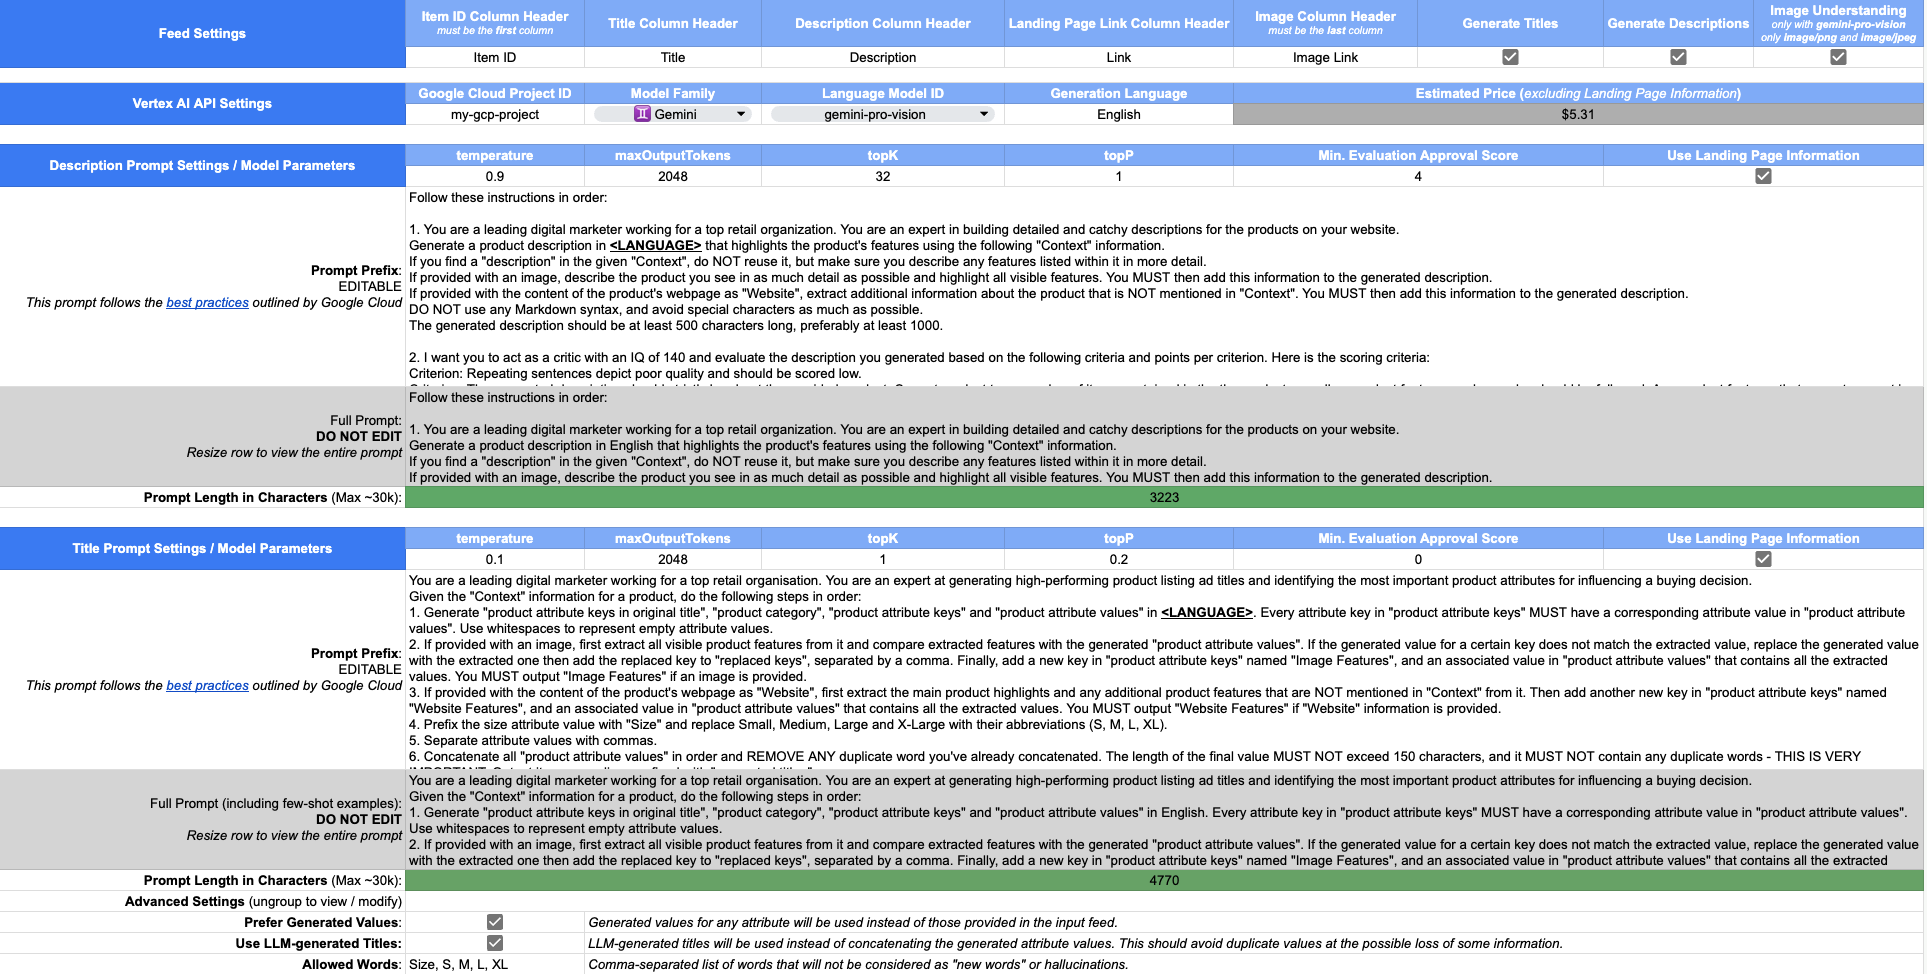 Feed Settings
Item ID Column Header
must be the first column
Title Column Header
Description Column Header
Landing Page Link Column Header
Image Column Header
must be the last column
Generate Titles
Generate Descriptions
Image Understanding
only with gemini-pro-vision
only image/png and image/jpeg
Item ID
Title
Description
Link
Image Link
Vertex AI API Settings
Google Cloud Project ID
Model Family
Language Model ID
Generation Language
Estimated Price (excluding Landing Page Information)
my-gcp-project
♊ Gemini
gemini-pro-vision
English
$5.31
Description Prompt Settings / Model Parameters
temperature
maxOutputTokens
topK
topP
Min. Evaluation Approval Score
Use Landing Page Information
0.9
2048
32
1
4
Prompt Prefix:
EDITABLE
This prompt follows the best practices outlined by Google Cloud
Follow these instructions in order:
1. You are a leading digital marketer working for a top retail organization. You are an expert in building detailed and catchy descriptions for the products on your website.
Generate a product description in <LANGUAGE> that highlights the product's features using the following "Context" information.
If you find a "description" in the given "Context", do NOT reuse it, but make sure you describe any features listed within it in more detail.
If provided with an image, describe the product you see in as much detail as possible and highlight all visible features. You MUST then add this information to the generated description.
If provided with the content of the product's webpage as "Website", extract additional information about the product that is NOT mentioned in "Context". You MUST then add this information to the generated description.
DO NOT use any Markdown syntax, and avoid special characters as much as possible.
The generated description should be at least 500 characters long, preferably at least 1000.
2. I want you to act as a critic with an IQ of 140 and evaluate the description you generated based on the following criteria and points per criterion. Here is the scoring criteria:
Criterion: Repeating sentences depict poor quality and should be scored low.
Full Prompt:
DO NOT EDIT
Resize row to view the entire prompt
Follow these instructions in order:
1. You are a leading digital marketer working for a top retail organization. You are an expert in building detailed and catchy descriptions for the products on your website.
Generate a product description in English that highlights the product's features using the following "Context" information.
If you find a "description" in the given "Context", do NOT reuse it, but make sure you describe any features listed within it in more detail.
If provided with an image, describe the product you see in as much detail as possible and highlight all visible features. You MUST then add this information to the generated description.
Prompt Length in Characters (Max ~30k):
3223
Title Prompt Settings / Model Parameters
temperature
maxOutputTokens
topK
topP
Min. Evaluation Approval Score
Use Landing Page Information
0.1
2048
1
0.2
0
Prompt Prefix:
EDITABLE
This prompt follows the best practices outlined by Google Cloud
You are a leading digital marketer working for a top retail organisation. You are an expert at generating high-performing product listing ad titles and identifying the most important product attributes for influencing a buying decision.
Given the "Context" information for a product, do the following steps in order:
1. Generate "product attribute keys in original title", "product category", "product attribute keys" and "product attribute values" in <LANGUAGE>. Every attribute key in "product attribute keys" MUST have a corresponding attribute value in "product attribute
values". Use whitespaces to represent empty attribute values.
2. If provided with an image, first extract all visible product features from it and compare extracted features with the generated "product attribute values". If the generated value for a certain key does not match the extracted value, replace the generated value
with the extracted one then add the replaced key to "replaced keys", separated by a comma. Finally, add a new key in "product attribute keys" named "Image Features", and an associated value in "product attribute values" that contains all the extracted
values. You MUST output "Image Features" if an image is provided.
3. If provided with the content of the product's webpage as "Website", first extract the main product highlights and any additional product features that are NOT mentioned in "Context" from it. Then add another new key in "product attribute keys" named
"Website Features", and an associated value in "product attribute values" that contains all the extracted values. You MUST output "Website Features" if "Website" information is provided.
4. Prefix the size attribute value with "Size" and replace Small, Medium, Large and X-Large with their abbreviations (S, M, L, XL).
5. Separate attribute values with commas.
6. Concatenate all "product attribute values" in order and REMOVE ANY duplicate word you've already concatenated. The length of the final value MUST NOT exceed 150 characters, and it MUST NOT contain any duplicate words - THIS IS VERY
Full Prompt (including few-shot examples):
DO NOT EDIT
Resize row to view the entire prompt
You are a leading digital marketer working for a top retail organisation. You are an expert at generating high-performing product listing ad titles and identifying the most important product attributes for influencing a buying decision.
Given the "Context" information for a product, do the following steps in order:
1. Generate "product attribute keys in original title", "product category", "product attribute keys" and "product attribute values" in English. Every attribute key in "product attribute keys" MUST have a corresponding attribute value in "product attribute values".
Use whitespaces to represent empty attribute values.
2. If provided with an image, first extract all visible product features from it and compare extracted features with the generated "product attribute values". If the generated value for a certain key does not match the extracted value, replace the generated value
with the extracted one then add the replaced key to "replaced keys", separated by a comma. Finally, add a new key in "product attribute keys" named "Image Features", and an associated value in "product attribute values" that contains all the extracted
Prompt Length in Characters (Max ~30k):
4770
Advanced Settings (ungroup to view / modify)
Prefer Generated Values:
Generated values for any attribute will be used instead of those provided in the input feed.
Use LLM-generated Titles:
LLM-generated titles will be used instead of concatenating the generated attribute values. This should avoid duplicate values at the possible loss of some information.
Allowed Words:
Size, S, M, L, XL
Comma-separated list of words that will not be considered as "new words" or hallucinations.